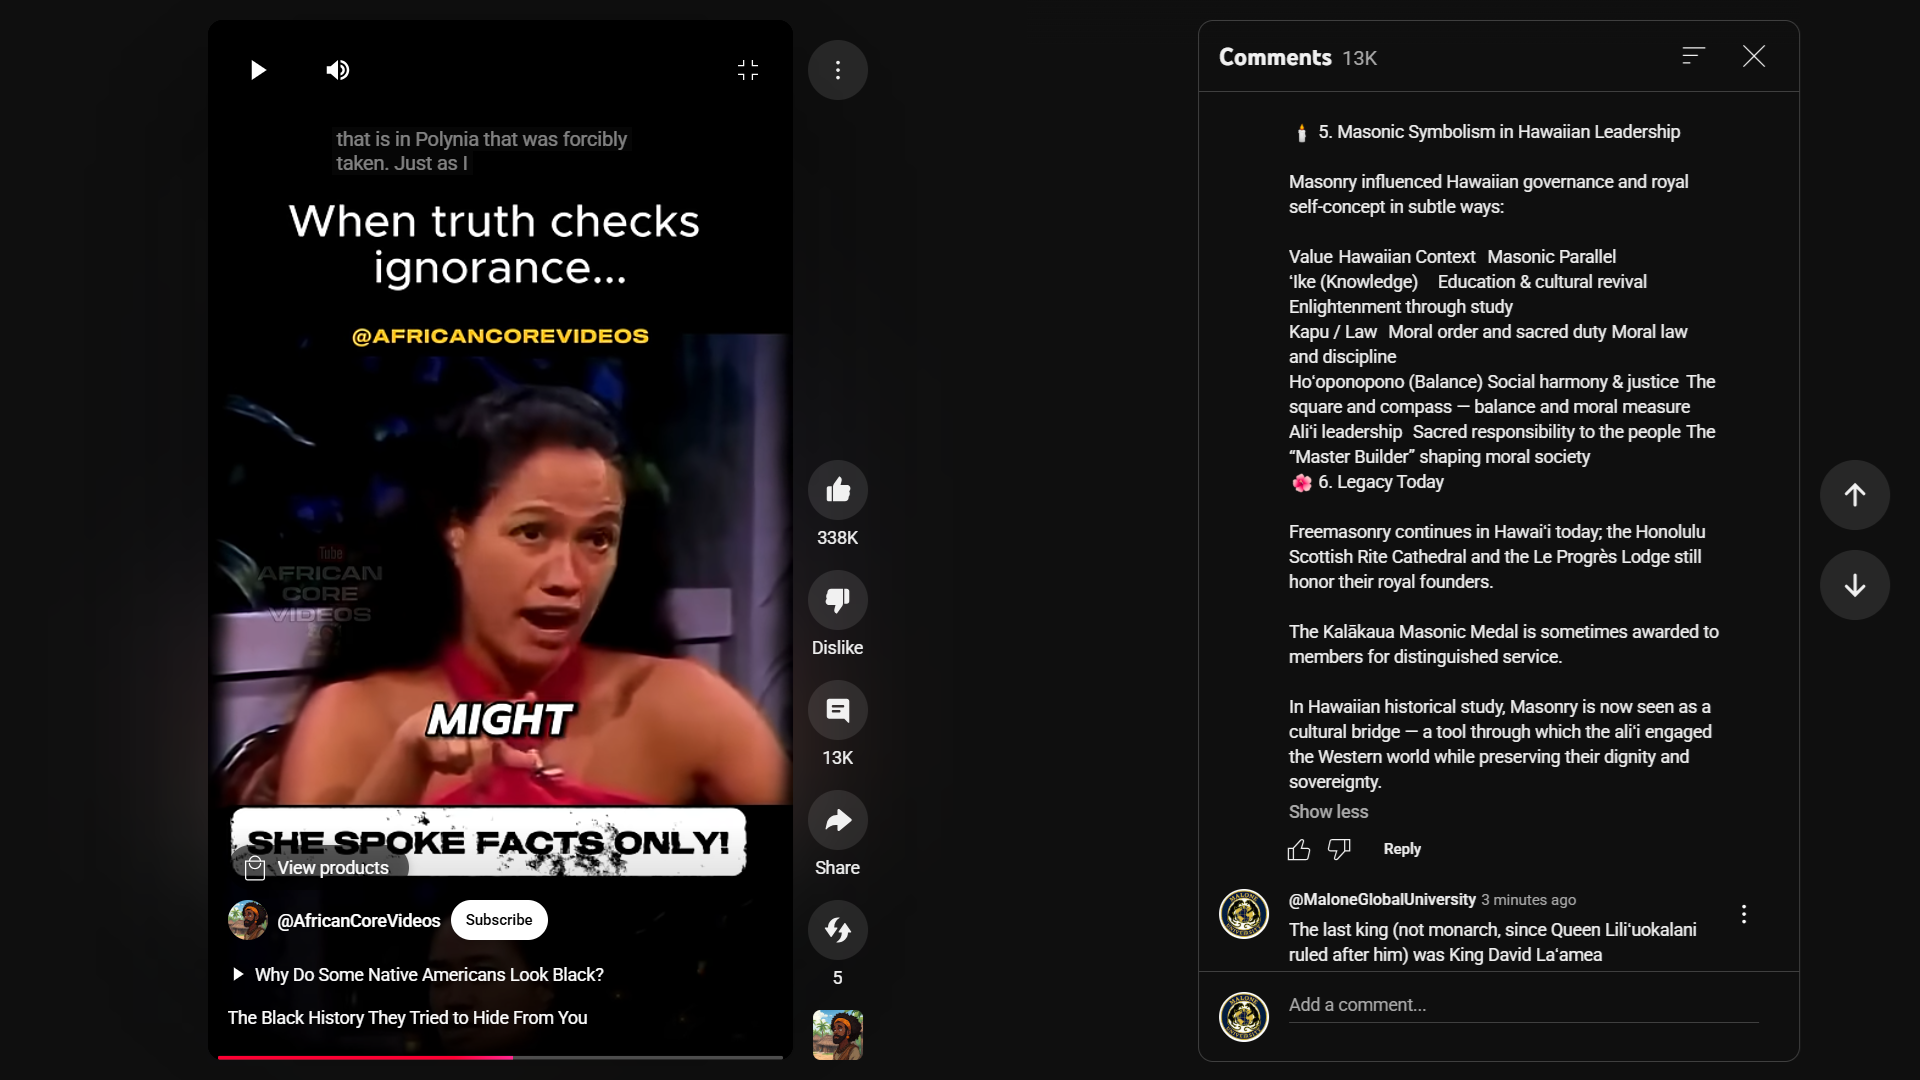 that is in Polynia that was forcibly
taken. Just as I
When truth checks
ignorance...
@AFRICANCOREVIDEOS
Tube
AFRICAN
CORE
VIDEOS
MIGHT
SHE SPOKE FACTS ONLY!
View products
@AfricanCoreVideos
Subscribe
Why Do Some Native Americans Look Black?
The Black History They Tried to Hide From You
338K
Dislike
13K
Share
5
Comments 13K
5. Masonic Symbolism in Hawaiian Leadership
Masonry influenced Hawaiian governance and royal
self-concept in subtle ways:
Value Hawaiian Context Masonic Parallel
ʻIke (Knowledge) Education & cultural revival
Enlightenment through study
Kapu / Law Moral order and sacred duty Moral law
and discipline
Hoʻoponopono (Balance) Social harmony & justice The
square and compass — balance and moral measure
Aliʻi leadership Sacred responsibility to the people The
“Master Builder” shaping moral society
🌺 6. Legacy Today
Freemasonry continues in Hawaiʻi today; the Honolulu
Scottish Rite Cathedral and the Le Progrès Lodge still
honor their royal founders.
The Kalākaua Masonic Medal is sometimes awarded to
members for distinguished service.
In Hawaiian historical study, Masonry is now seen as a
cultural bridge — a tool through which the aliʻi engaged
the Western world while preserving their dignity and
sovereignty.
Show less
Reply
@MaloneGlobalUniversity 3 minutes ago
The last king (not monarch, since Queen Liliʻuokalani
ruled after him) was King David Laʻamea
Add a comment...